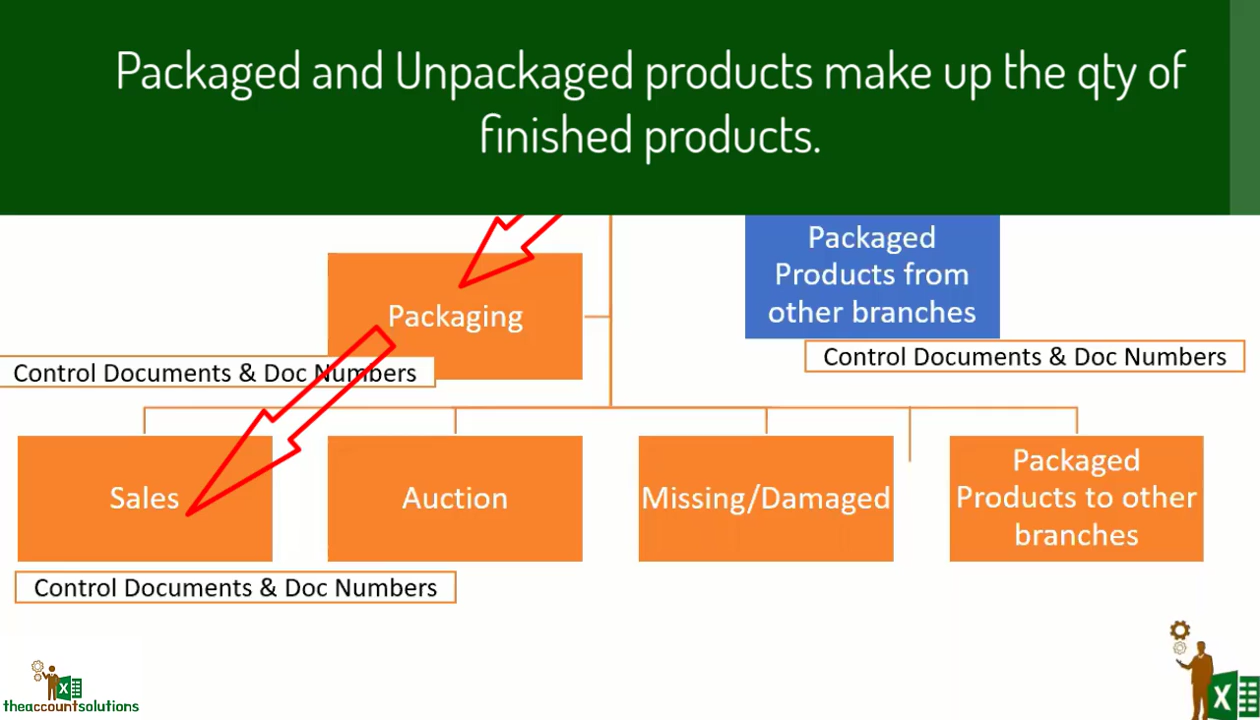 Packaged and Unpackaged products make up the qty of
finished products.
Packaged
Products from
other branches
Packaging
Control Documents & Doc Numbers
Control Documents & Doc Numbers
Sales
Auction
Missing/Damaged
Packaged
Products to other
branches
Control Documents & Doc Numbers
theaccountsolutions
X
X